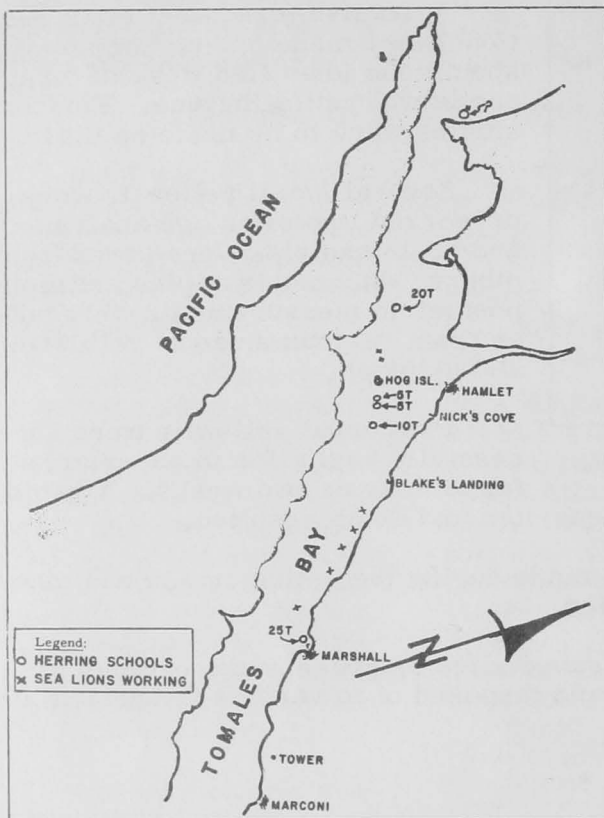 PACIFIC OCEAN
20T
HOG ISL.
5T
5T
10T
HAMLET
NICK'S COVE
BLAKE'S LANDING
TOMALES BAY
25T
MARSHALL
N
Legend:
O HERRING SCHOOLS
x SEA LIONS WORKING
TOWER
MARCONI